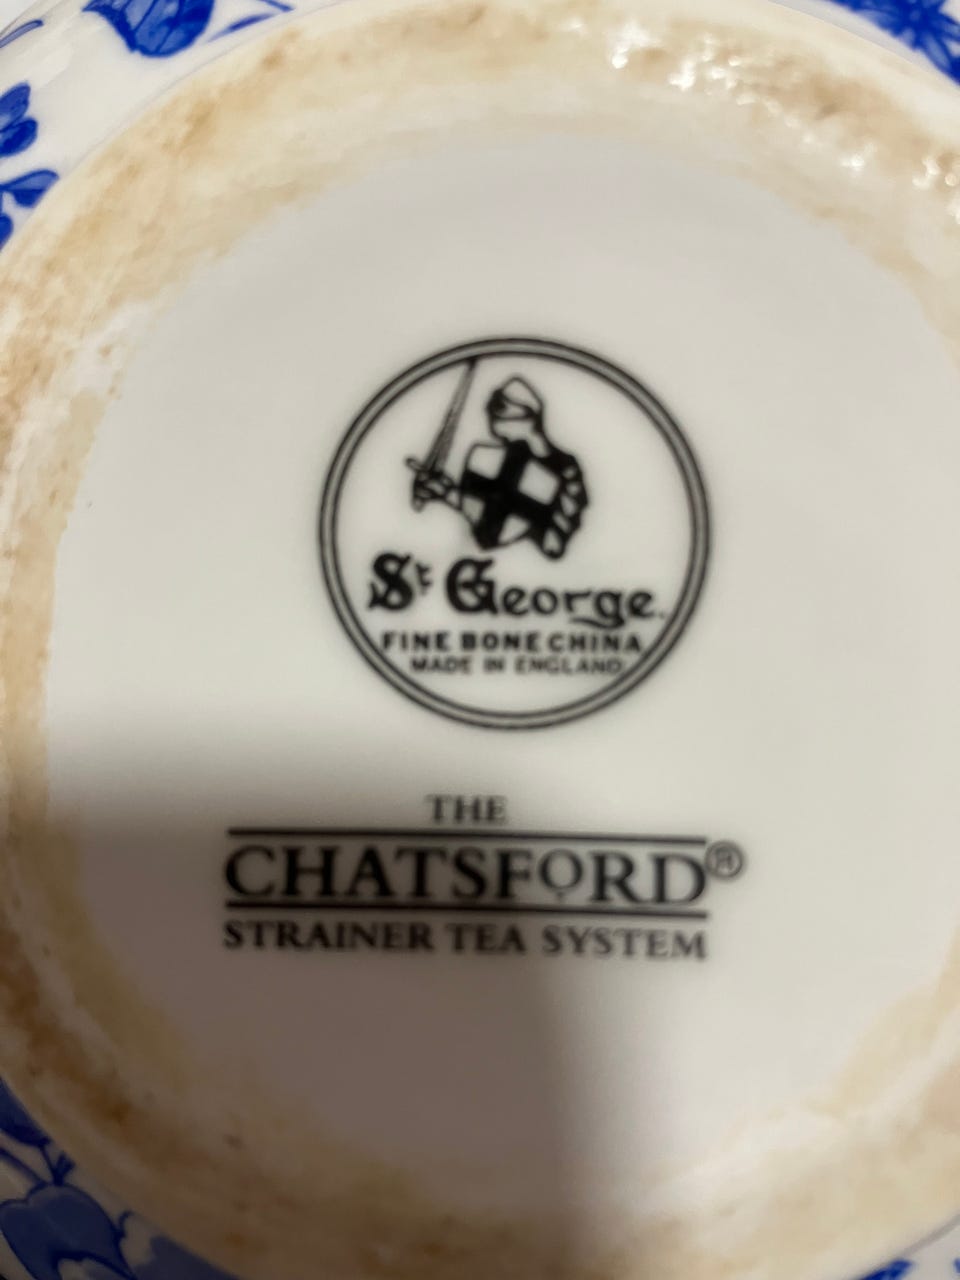 St George.
FINE BONE CHINA
MADE IN ENGLAND
THE
CHATSFORD®
STRAINER TEA SYSTEM